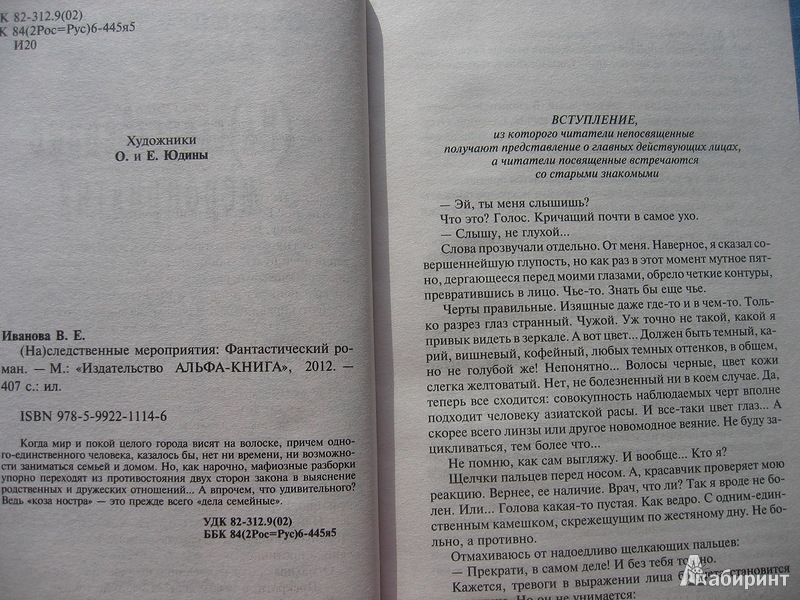 К 82-312.9(02)
К 84(2Рос=Рус)6-445я5
И20
Художники
О. и Е. Юдины
Иванова В. Е.
(На)следственные мероприятия: Фантастический ро-
ман. — М.: «Издательство АЛЬФА-КНИГА», 2012. —
407 с.: ил.
ISBN 978-5-9922-1114-6
Когда мир и покой целого города висят на волоске, причем одно-
го-единственного человека, казалось бы, нет ни времени, ни возможно-
сти заниматься семьей и домом. Но, как нарочно, мафиозные разборки
упорно переходят из противостояния двух сторон закона в выяснение
родственных и дружеских отношений... А впрочем, что удивительного?
Ведь «коза ностра» — это прежде всего «дела семейные».
УДК 82-312.9(02)
ББК 84(2Рос=Рус)6-445я5
ВСТУПЛЕНИЕ,
из которого читатели непосвященные
получают представление о главных действующих лицах,
а читатели посвященные встречаются
со старыми знакомыми
— Эй, ты меня слышишь?
Что это? Голос. Кричащий почти в самое ухо.
— Слышу, не глухой...
Слова прозвучали отдельно. От меня. Наверное, я сказал со-
вершеннейшую глупость, но как раз в этот момент мутное пят-
но, дергающееся перед моими глазами, обрело четкие контуры,
превратившись в лицо. Чье-то. Знать бы еще чье.
Черты правильные. Изящные даже где-то и в чем-то. Толь-
ко разрез глаз странный. Чужой. Уж точно не такой, какой я
привык видеть в зеркале. А вот цвет... Должен быть темный, ка-
рий, вишневый, кофейный, любых темных оттенков, в общем,
но не голубой же! Непонятно... Волосы черные, цвет кожи
слегка желтоватый. Нет, не болезненный ни в коем случае. Да,
теперь все сходится: совокупность наблюдаемых черт вполне
подходит человеку азиатской расы. И все-таки цвет глаз... А
скорее всего линзы или другое новомодное веяние. Не буду за-
цикливаться, тем более что...
Не помню, как сам выгляжу. И вообще... Кто я?
Щелчки пальцев перед носом. А, красавчик проверяет мою
реакцию. Вернее, ее наличие. Врач, что ли? Так я вроде не бо-
лен. Или... Голова какая-то пустая. Как ведро. С одним-един-
ственным камешком, скрежещущим по жестяному дну. Не бо-
льно, а противно.
Отмахиваюсь от надоедливо щелкающих пальцев:
— Прекрати, в самом деле! И без тебя тошно.
Кажется, тревоги в выражении лица становится
Но он не унимается:
Лабиринт